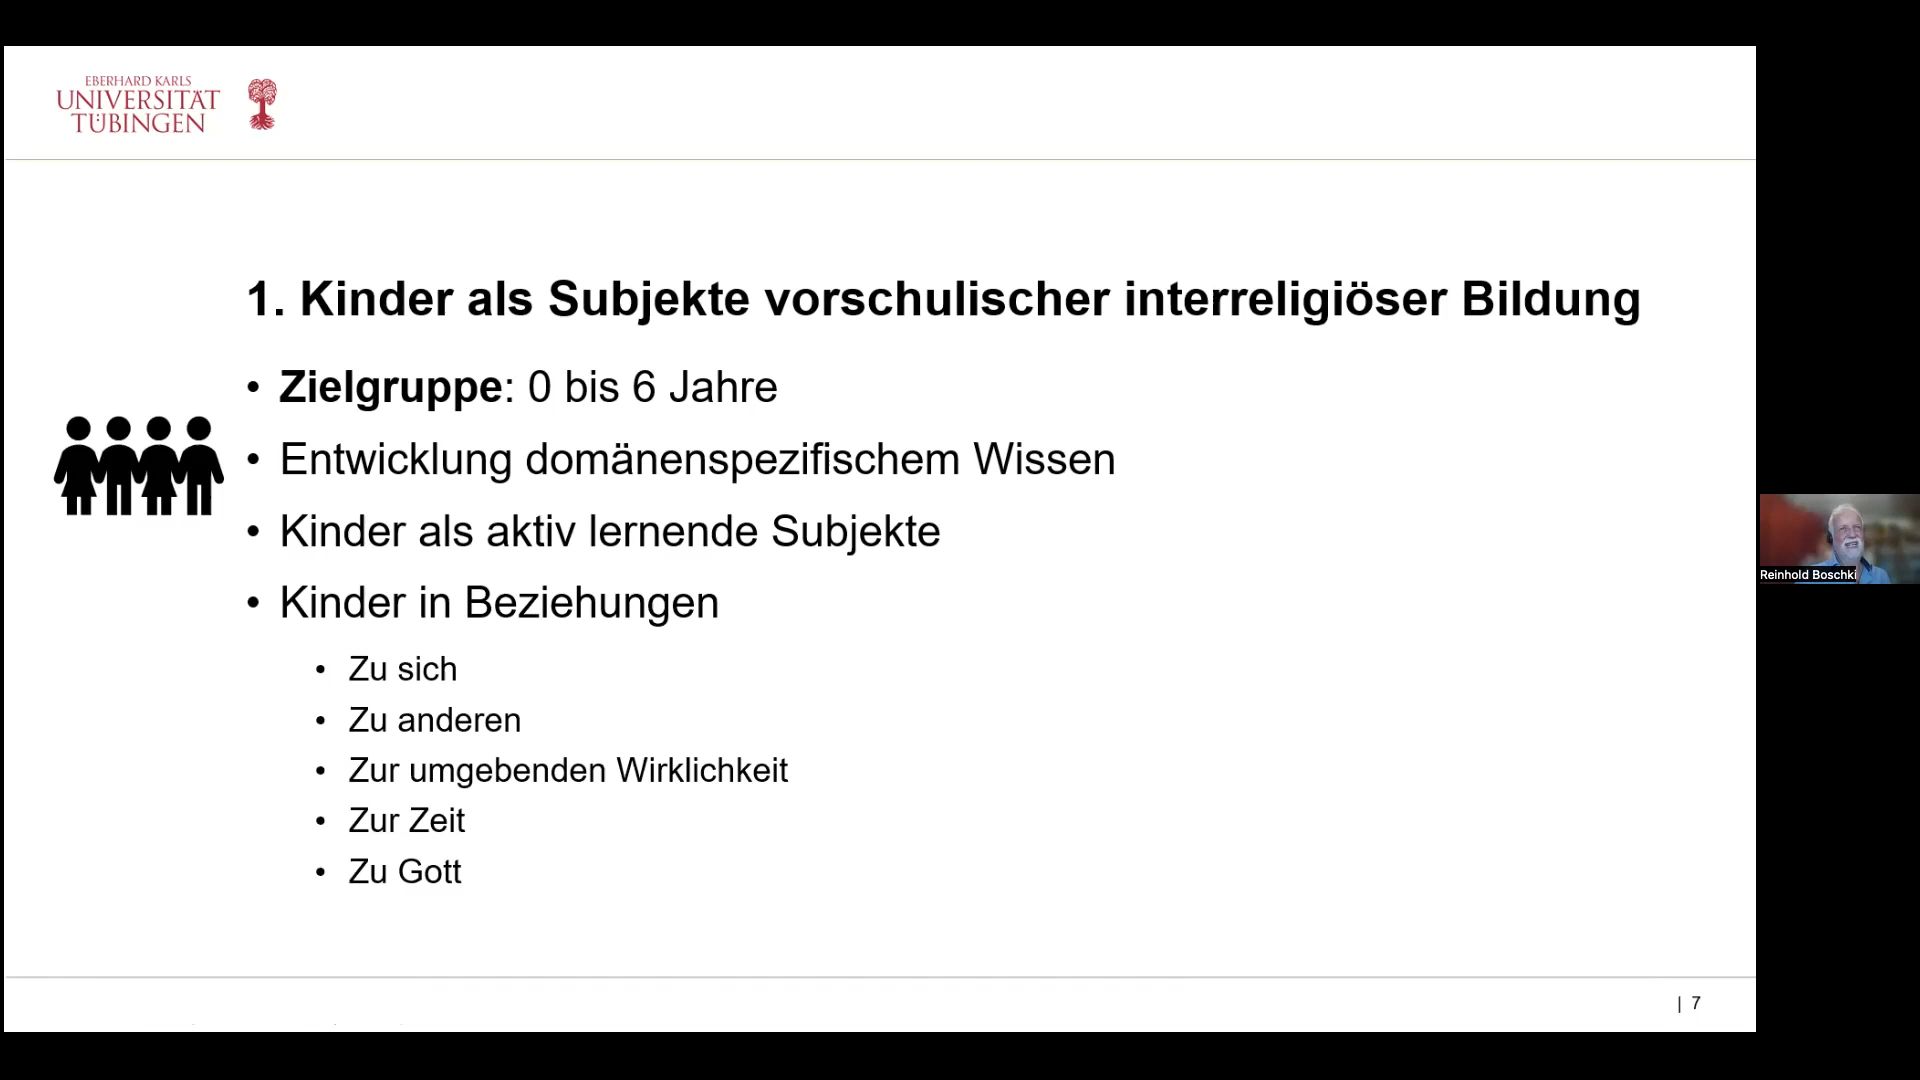 EBERHARD KARLS
UNIVERSITÄT
TÜBINGEN
1. Kinder als Subjekte vorschulischer interreligiöser Bildung
• Zielgruppe: 0 bis 6 Jahre
• Entwicklung domänenspezifischem Wissen
• Kinder als aktiv lernende Subjekte
• Kinder in Beziehungen
• Zu sich
• Zu anderen
• Zur umgebenden Wirklichkeit
• Zur Zeit
• Zu Gott
| 7
Reinhold Boschki